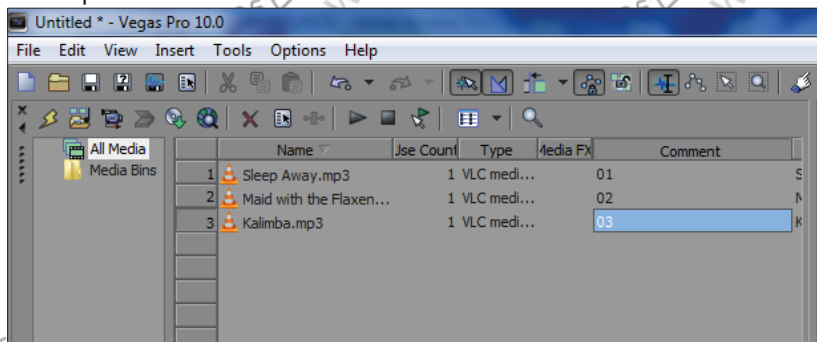 Untitled * - Vegas Pro 10.0
File Edit View Insert Tools Options Help
All Media
Media Bins
Name Use Count Type Media FX Comment
1 Sleep Away.mp3 1 VLC medi... 01 S
2 Maid with the Flaxen... 1 VLC medi... 02
3 Kalimba.mp3 1 VLC medi... 03 K